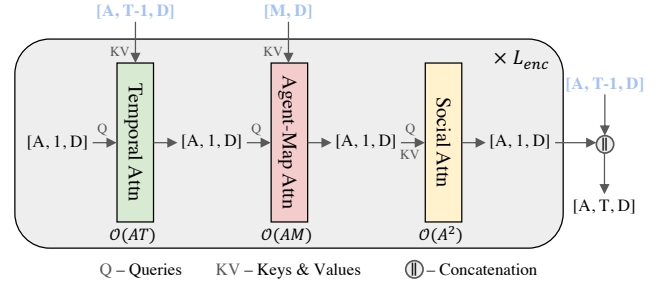 [A, T-1, D] [M, D]
KV KV × L_enc
[A, T-1, D]
Temporal Attn
Agent-Map Attn
Social Attn
[A, 1, D] Q [A, 1, D] Q [A, 1, D] Q KV [A, 1, D]
[A, T, D]
O(AT) O(AM) O(A²)
Q – Queries KV – Keys & Values – Concatenation